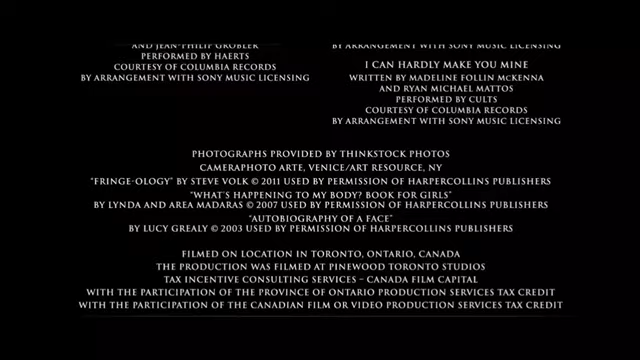 AND JEAN-PHILIP GROBLER
PERFORMED BY HAERTS
COURTESY OF COLUMBIA RECORDS
BY ARRANGEMENT WITH SONY MUSIC LICENSING
BY ARRANGEMENT WITH SONY MUSIC LICENSING
I CAN HARDLY MAKE YOU MINE
WRITTEN BY MADELINE FOLLIN MCKENNA
AND RYAN MICHAEL MATTOS
PERFORMED BY CULTS
COURTESY OF COLUMBIA RECORDS
BY ARRANGEMENT WITH SONY MUSIC LICENSING
PHOTOGRAPHS PROVIDED BY THINKSTOCK PHOTOS
CAMERAPHOTO ARTE, VENICE/ART RESOURCE, NY
"FRINGE-OLOGY" BY STEVE VOLK © 2011 USED BY PERMISSION OF HARPERCOLLINS PUBLISHERS
"WHAT'S HAPPENING TO MY BODY? BOOK FOR GIRLS"
BY LYNDA AND AREA MADARAS © 2007 USED BY PERMISSION OF HARPERCOLLINS PUBLISHERS
"AUTOBIOGRAPHY OF A FACE"
BY LUCY GREALY © 2003 USED BY PERMISSION OF HARPERCOLLINS PUBLISHERS
FILMED ON LOCATION IN TORONTO, ONTARIO, CANADA
THE PRODUCTION WAS FILMED AT PINEWOOD TORONTO STUDIOS
TAX INCENTIVE CONSULTING SERVICES – CANADA FILM CAPITAL
WITH THE PARTICIPATION OF THE PROVINCE OF ONTARIO PRODUCTION SERVICES TAX CREDIT
WITH THE PARTICIPATION OF THE CANADIAN FILM OR VIDEO PRODUCTION SERVICES TAX CREDIT